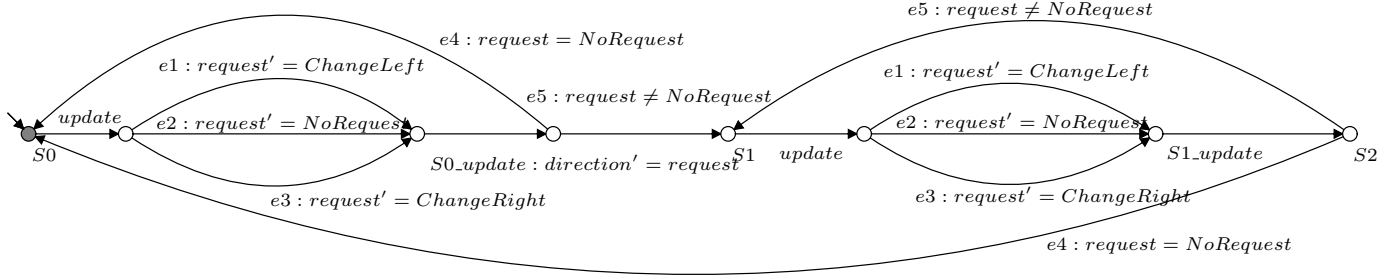 e5 : request ≠ NoRequest
e4 : request = NoRequest
e1 : request′ = ChangeLeft
e1 : request′ = ChangeLeft
e5 : request ≠ NoRequest
update
e2 : request′ = NoRequest
e2 : request′ = NoRequest
S0
S0_update : direction′ = request
S1
update
S1_update
S2
e3 : request′ = ChangeRight
e3 : request′ = ChangeRight
e4 : request = NoRequest